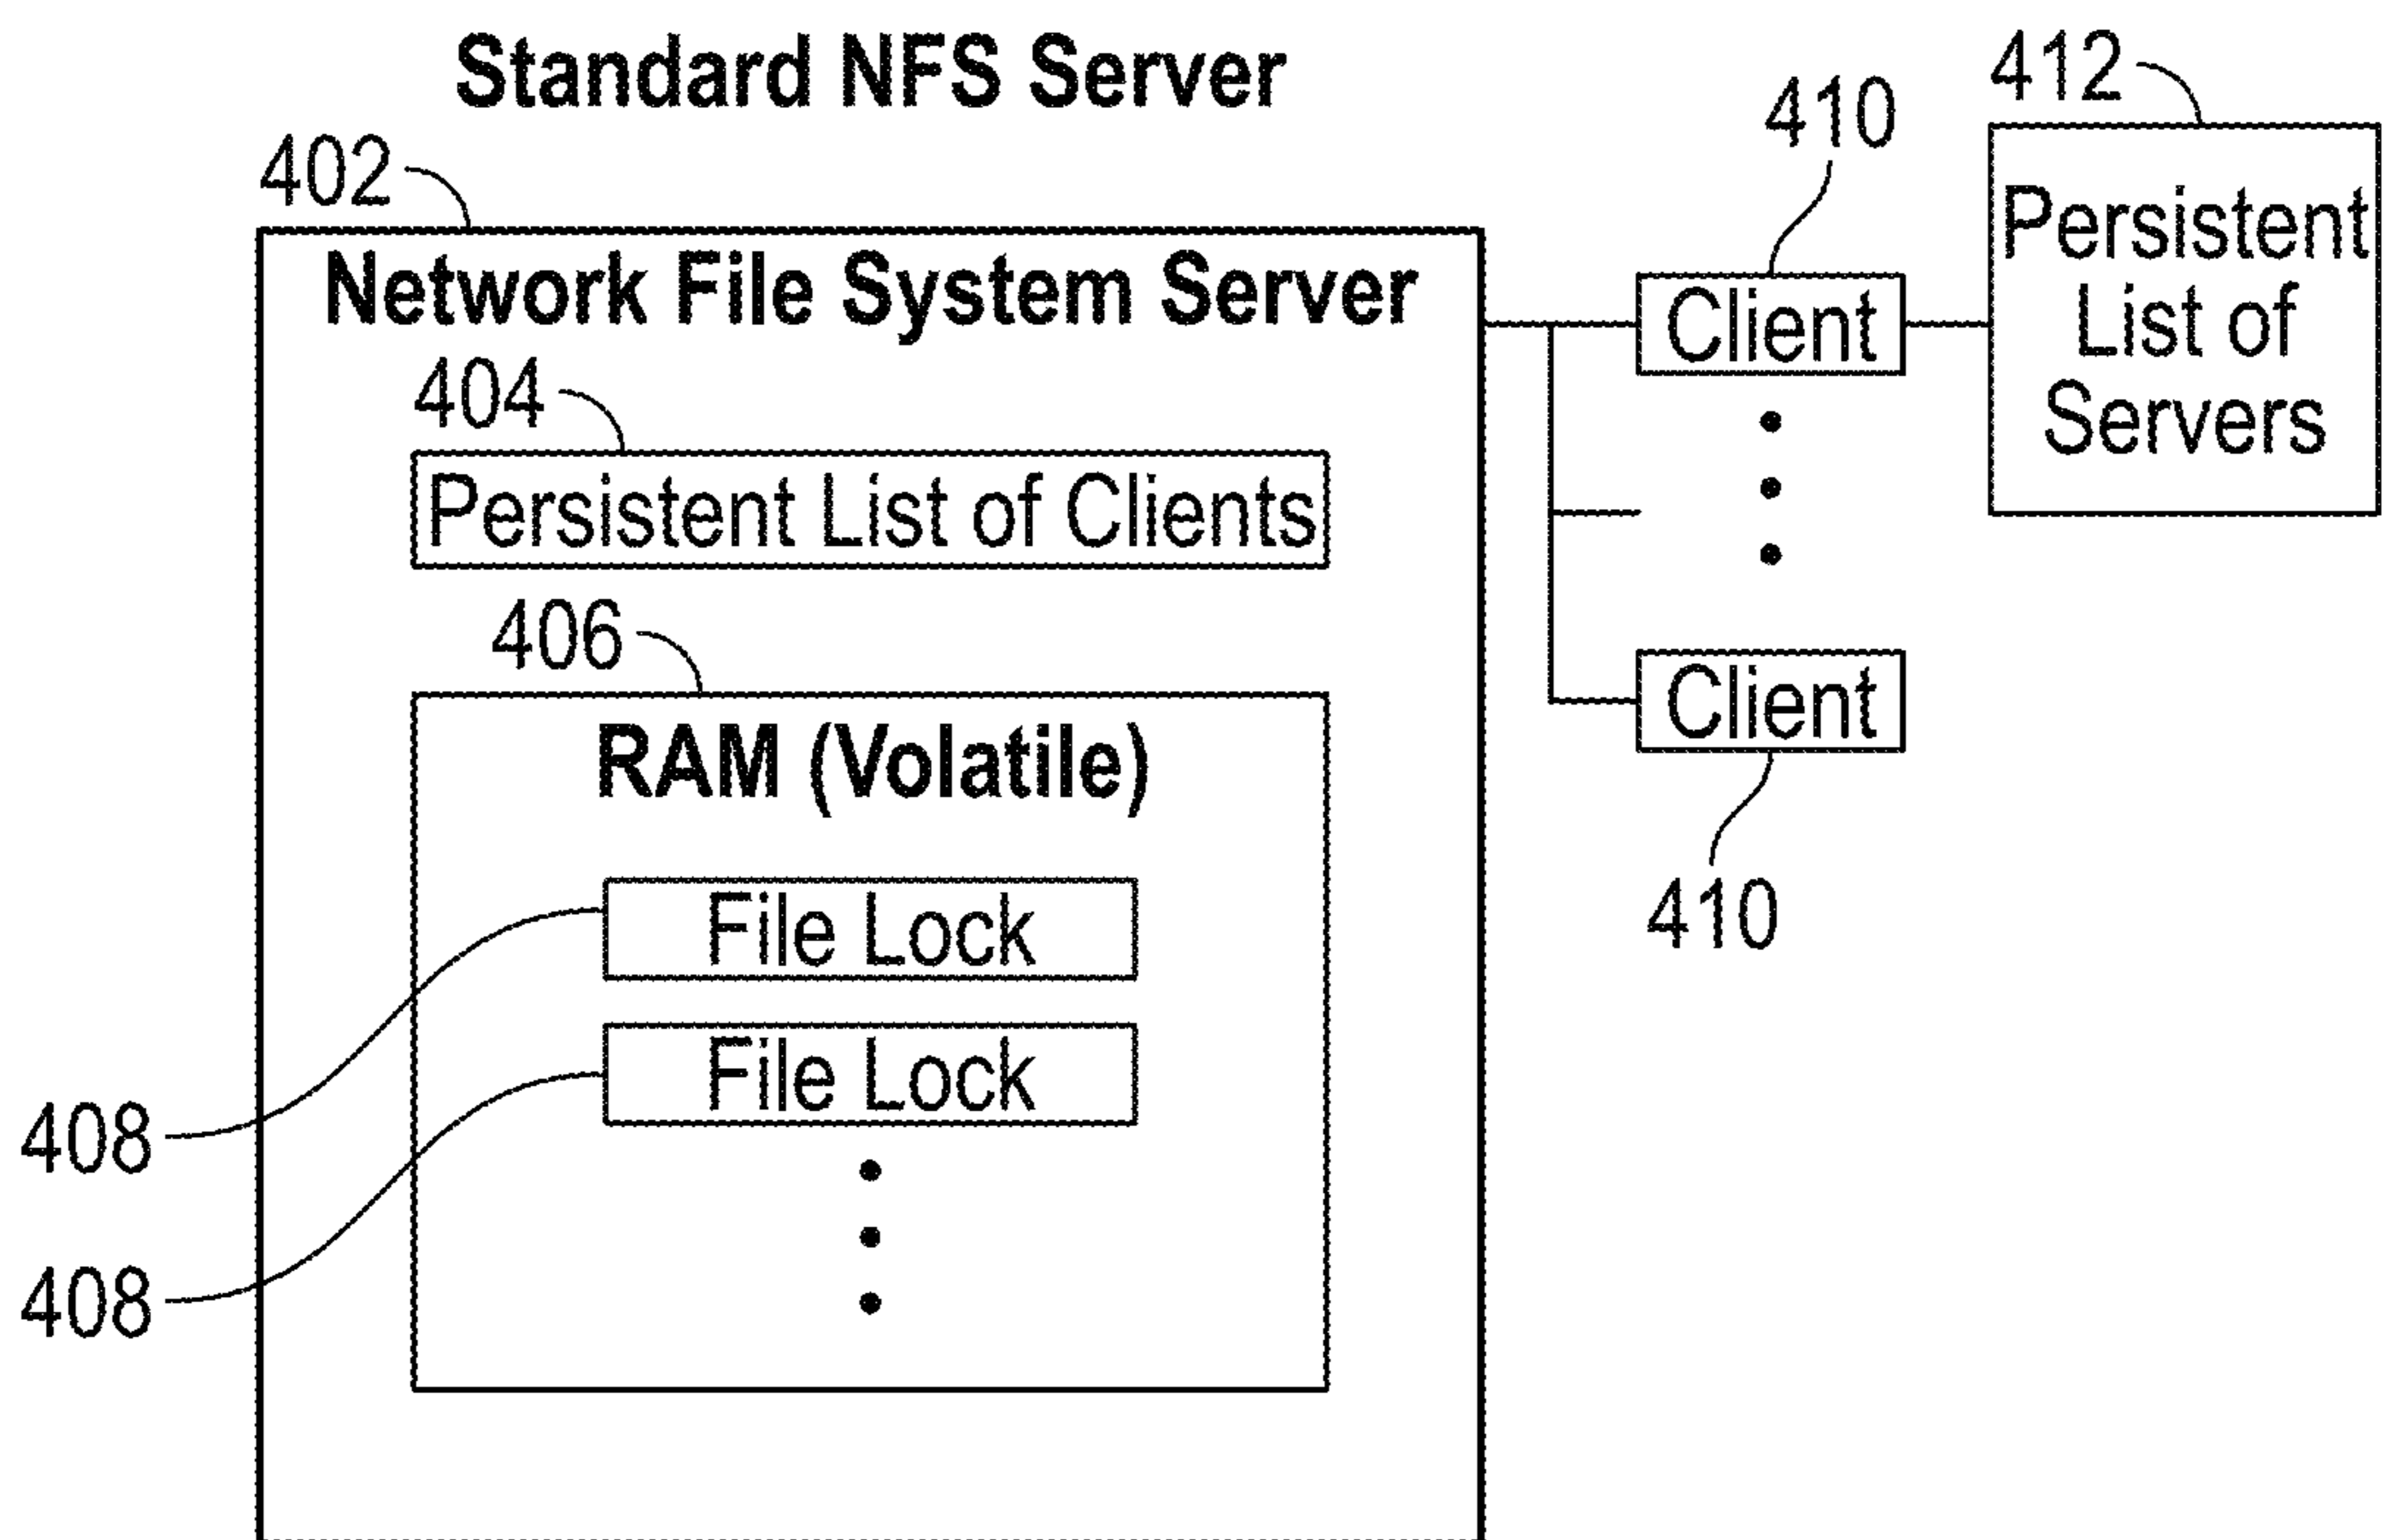 Standard NFS Server
402
Network File System Server
404
Persistent List of Clients
406
RAM (Volatile)
File Lock
File Lock
408
408
410
Client
Client
410
412
Persistent
List of
Servers